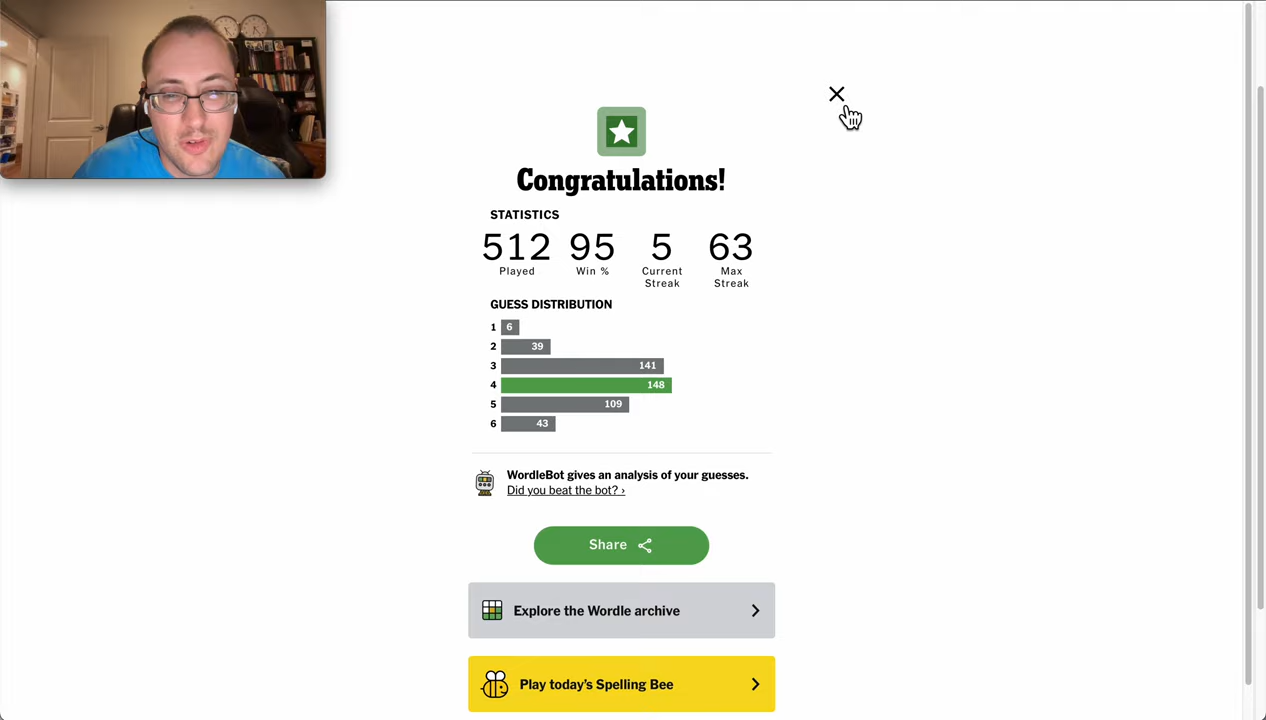 Congratulations!
STATISTICS
512 95 5 63
Played Win % Current Streak Max Streak
GUESS DISTRIBUTION
1 6
2 39
3 141
4 148
5 109
6 43
WordleBot gives an analysis of your guesses.
Did you beat the bot? ›
Share
Explore the Wordle archive
Play today's Spelling Bee